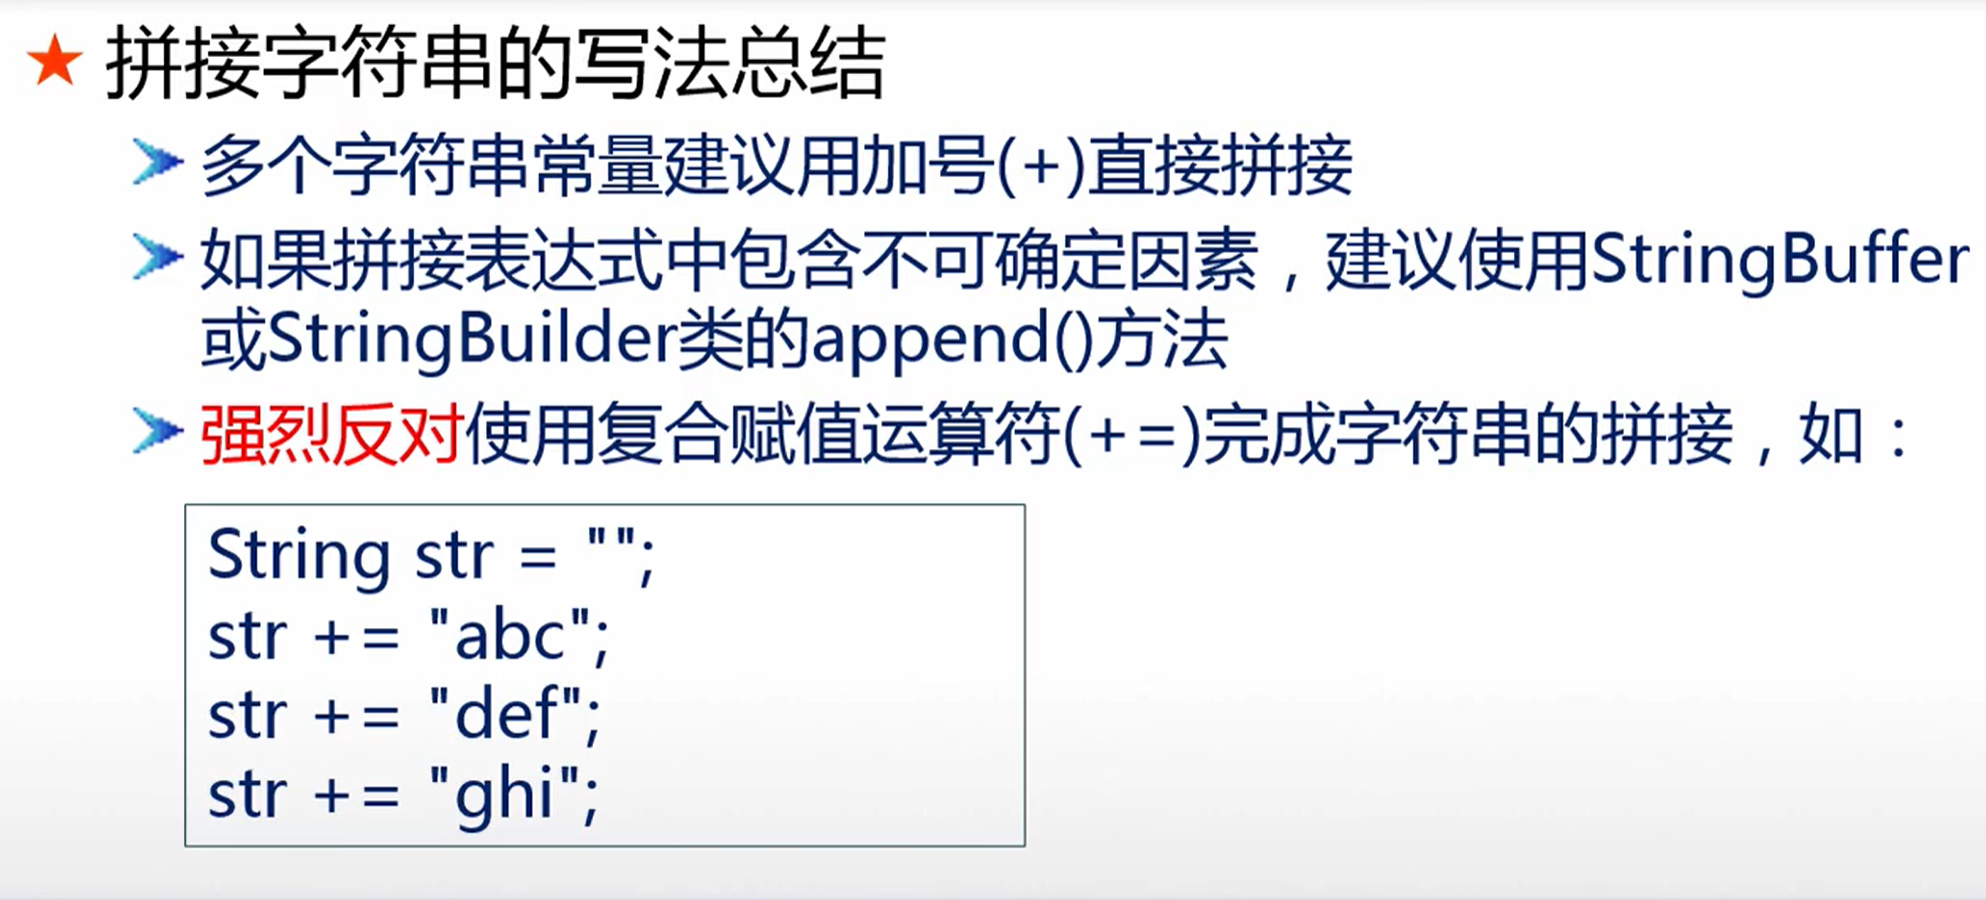 拼接字符串的写法总结
多个字符串常量建议用加号(+)直接拼接
如果拼接表达式中包含不可确定因素，建议使用StringBuffer
或StringBuilder类的append()方法
强烈反对使用复合赋值运算符(+=)完成字符串的拼接，如：
String str = "";
str += "abc";
str += "def";
str += "ghi";